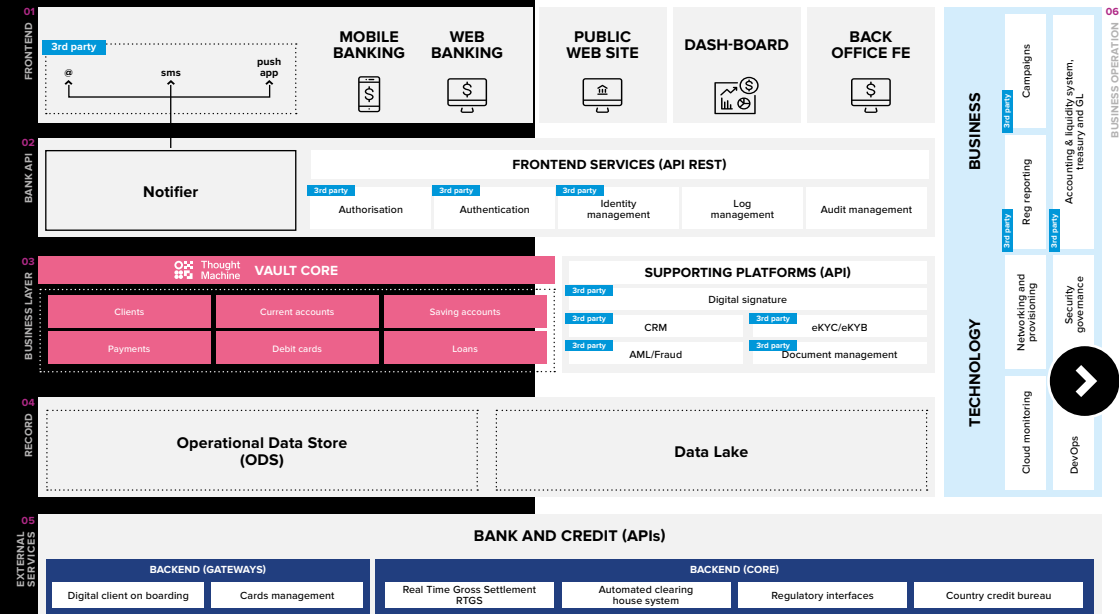 01
FRONTEND
3rd party
@
sms
push
app
MOBILE
BANKING
WEB
BANKING
PUBLIC
WEB SITE
DASH-BOARD
BACK
OFFICE FE
02
BANK API
Notifier
FRONTEND SERVICES (API REST)
3rd party
Authorisation
3rd party
Authentication
3rd party
Identity
management
Log
management
Audit management
03
BUSINESS LAYER
Thought
Machine
VAULT CORE
Clients
Current accounts
Saving accounts
Payments
Debit cards
Loans
SUPPORTING PLATFORMS (API)
3rd party
Digital signature
3rd party
CRM
3rd party
eKYC/eKYB
3rd party
AML/Fraud
3rd party
Document management
04
RECORD
Operational Data Store
(ODS)
Data Lake
05
EXTERNAL
SERVICES
BANK AND CREDIT (APIs)
BACKEND (GATEWAYS)
Digital client on boarding
Cards management
BACKEND (CORE)
Real Time Gross Settlement
RTGS
Automated clearing
house system
Regulatory interfaces
Country credit bureau
06
BUSINESS OPERATION
BUSINESS
3rd party
Campaigns
3rd party
Reg reporting
3rd party
Accounting & liquidity system,
treasury and GL
TECHNOLOGY
Networking and
provisioning
Security
governance
Cloud monitoring
DevOps